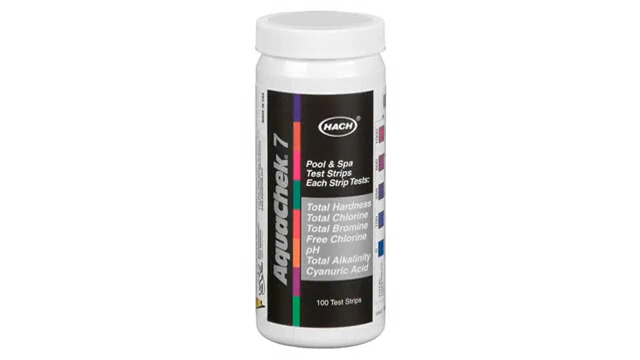 HACH®
AquaChek® 7
Pool & Spa
Test Strips
Each Strip Tests:
Total Hardness
Total Chlorine
Total Bromine
Free Chlorine
pH
Total Alkalinity
Cyanuric Acid
100 Test Strips